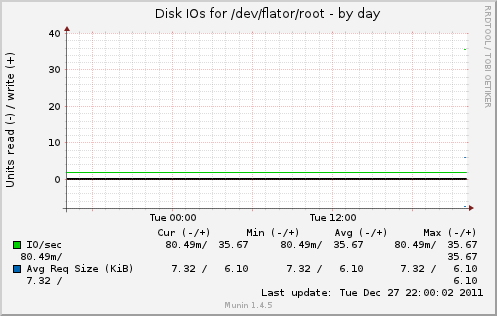 Disk IOs for /dev/flator/root - by day
RRDTOOL / TOBI OETIKER
Units read (-) / write (+)
40
30
20
10
0
Tue 00:00 Tue 12:00
Cur (-/+) Min (-/+) Avg (-/+) Max (-/+)
IO/sec 80.49m/ 35.67 80.49m/ 35.67 80.49m/ 35.67
80.49m/ 35.67
Avg Req Size (KiB) 7.32 / 6.10 7.32 / 6.10 7.32 / 6.10
7.32 / 6.10
Last update: Tue Dec 27 22:00:02 2011
Munin 1.4.5